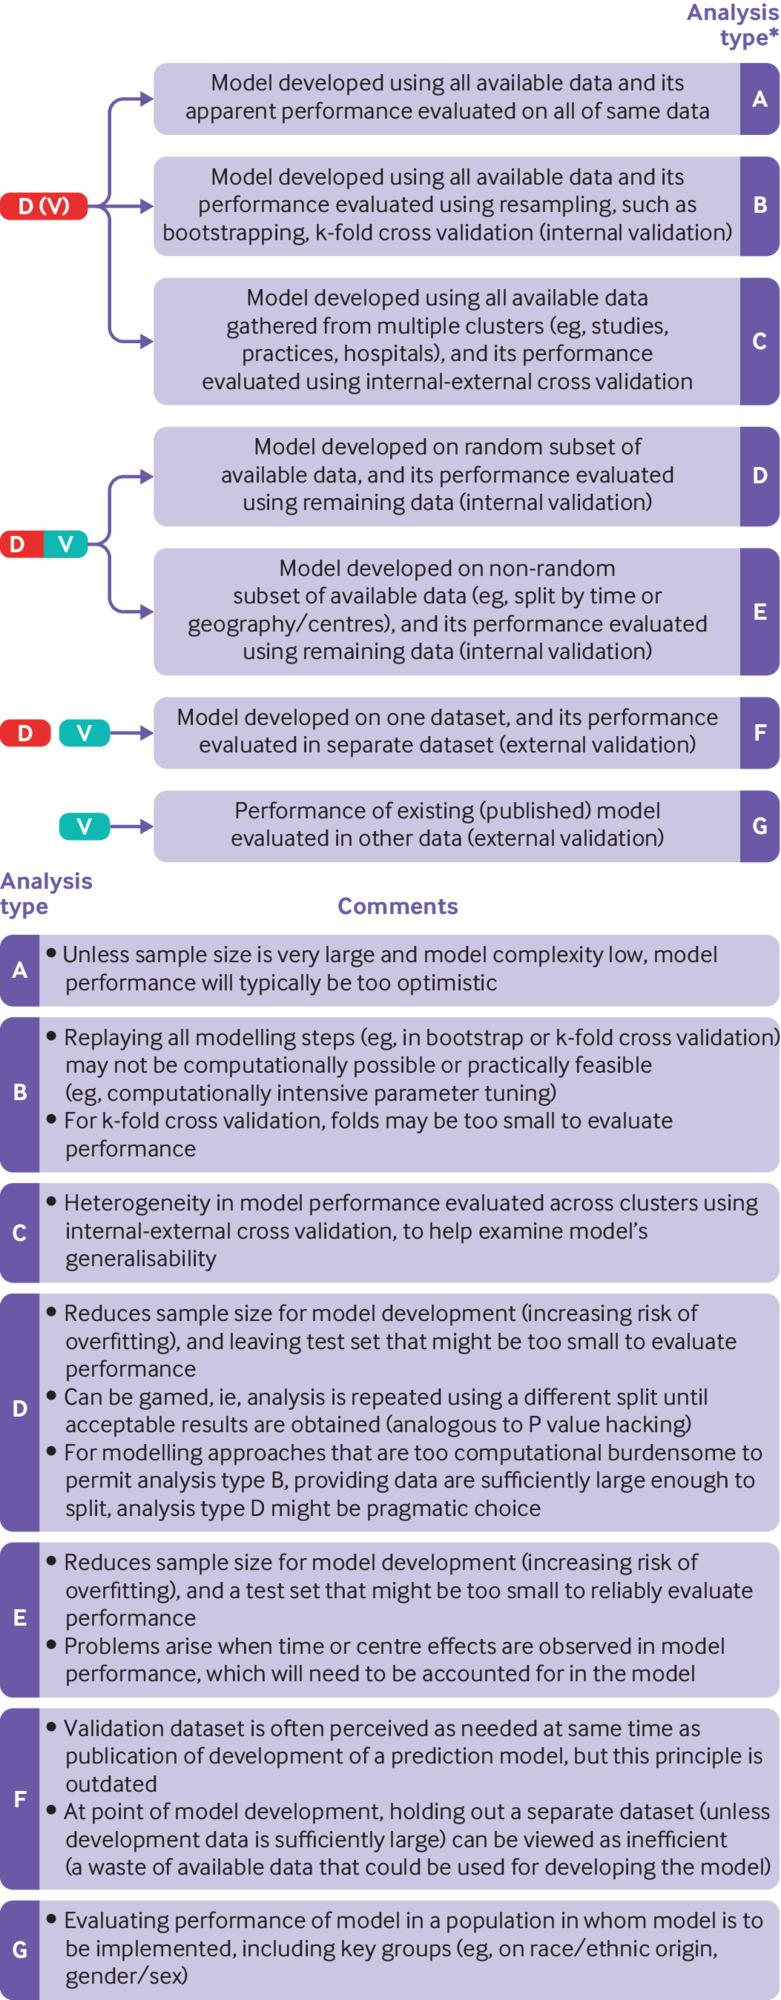 Analysis
type*
Model developed using all available data and its
apparent performance evaluated on all of same data
A
D (V)
Model developed using all available data and its
performance evaluated using resampling, such as
bootstrapping, k-fold cross validation (internal validation)
B
Model developed using all available data
gathered from multiple clusters (eg, studies,
practices, hospitals), and its performance
evaluated using internal-external cross validation
C
Model developed on random subset of
available data, and its performance evaluated
using remaining data (internal validation)
D
D V
Model developed on non-random
subset of available data (eg, split by time or
geography/centres), and its performance evaluated
using remaining data (internal validation)
E
D V
Model developed on one dataset, and its performance
evaluated in separate dataset (external validation)
F
V
Performance of existing (published) model
evaluated in other data (external validation)
G
Analysis
type
Comments
A
• Unless sample size is very large and model complexity low, model
performance will typically be too optimistic
B
• Replaying all modelling steps (eg, in bootstrap or k-fold cross validation)
may not be computationally possible or practically feasible
(eg, computationally intensive parameter tuning)
• For k-fold cross validation, folds may be too small to evaluate
performance
C
• Heterogeneity in model performance evaluated across clusters using
internal-external cross validation, to help examine model’s
generalisability
D
• Reduces sample size for model development (increasing risk of
overfitting), and leaving test set that might be too small to evaluate
performance
• Can be gamed, ie, analysis is repeated using a different split until
acceptable results are obtained (analogous to P value hacking)
• For modelling approaches that are too computational burdensome to
permit analysis type B, providing data are sufficiently large enough to
split, analysis type D might be pragmatic choice
E
• Reduces sample size for model development (increasing risk of
overfitting), and a test set that might be too small to reliably evaluate
performance
• Problems arise when time or centre effects are observed in model
performance, which will need to be accounted for in the model
F
• Validation dataset is often perceived as needed at same time as
publication of development of a prediction model, but this principle is
outdated
• At point of model development, holding out a separate dataset (unless
development data is sufficiently large) can be viewed as inefficient
(a waste of available data that could be used for developing the model)
G
• Evaluating performance of model in a population in whom model is to
be implemented, including key groups (eg, on race/ethnic origin,
gender/sex)